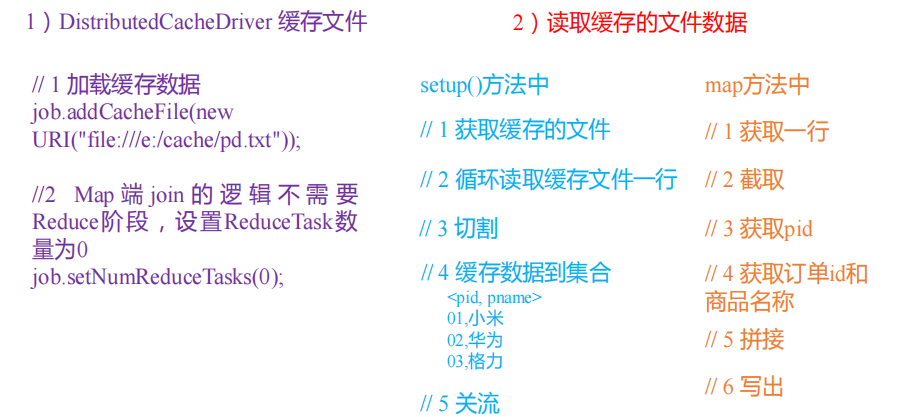 1）DistributedCacheDriver 缓存文件
// 1 加载缓存数据
job.addCacheFile(new
URI("file:///e:/cache/pd.txt"));
//2 Map 端 join 的逻辑不需要
Reduce阶段，设置ReduceTask数
量为0
job.setNumReduceTasks(0);
2）读取缓存的文件数据
setup()方法中
// 1 获取缓存的文件
// 2 循环读取缓存文件一行
// 3 切割
// 4 缓存数据到集合
<pid, pname>
01,小米
02,华为
03,格力
// 5 关流
map方法中
// 1 获取一行
// 2 截取
// 3 获取pid
// 4 获取订单id和
商品名称
// 5 拼接
// 6 写出